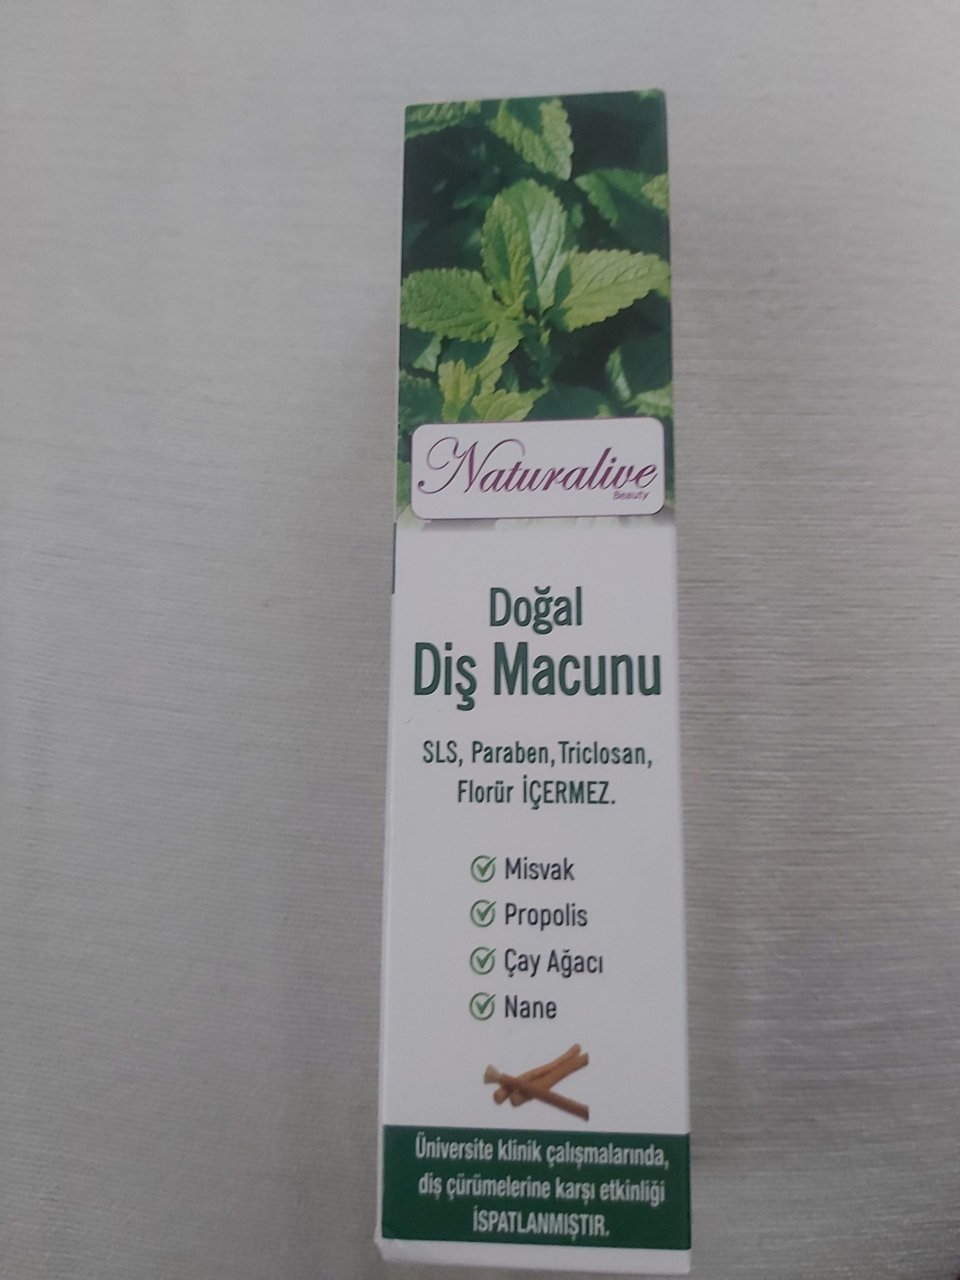 Naturalive
Beauty
Doğal
Diş Macunu
SLS, Paraben, Triclosan,
Florür İÇERMEZ.
Misvak
Propolis
Çay Ağacı
Nane
Üniversite klinik çalışmalarında,
diş çürümelerine karşı etkinliği
İSPATLANMIŞTIR.